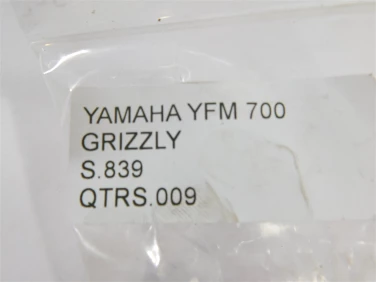 YAMAHA YFM 700
GRIZZLY
S.839
QTRS.009